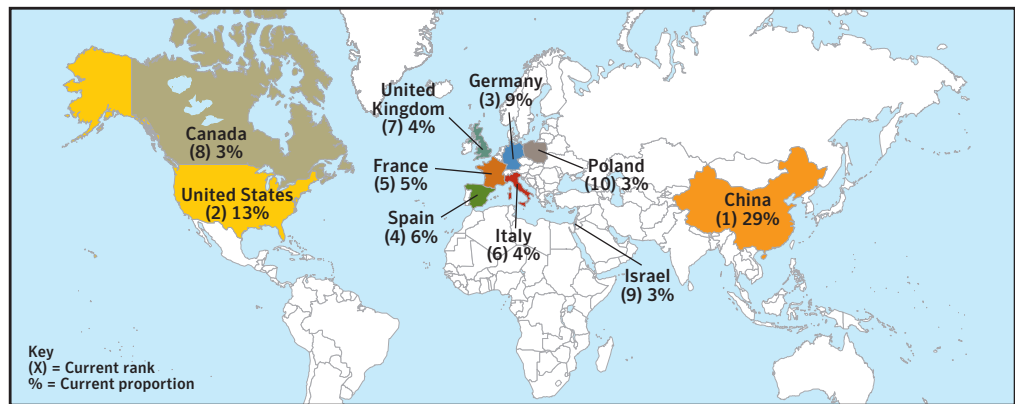 Germany
(3) 9%
United
Kingdom
(7) 4%
Canada
(8) 3%
France
(5) 5%
Poland
(10) 3%
United States
(2) 13%
China
(1) 29%
Spain
(4) 6%
Italy
(6) 4%
Israel
(9) 3%
Key
(X) = Current rank
% = Current proportion